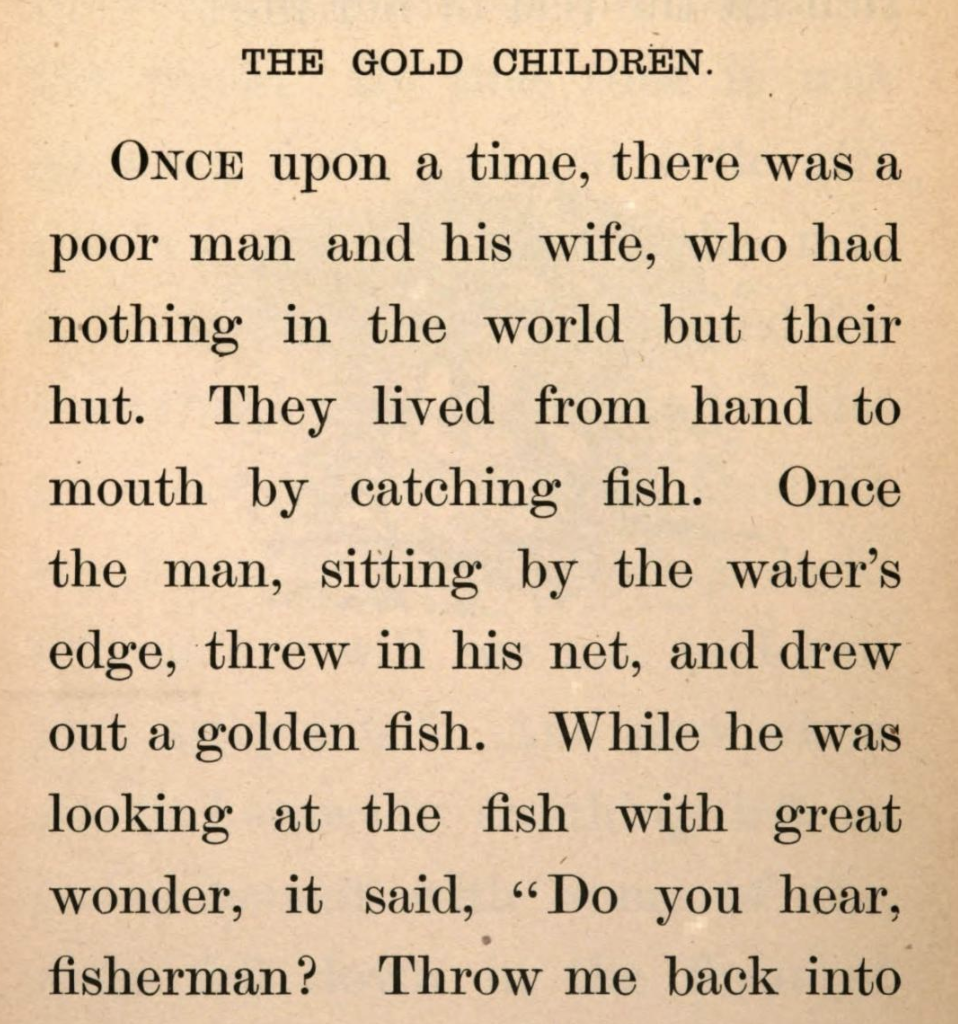 THE GOLD CHILDREN.
ONCE upon a time, there was a
poor man and his wife, who had
nothing in the world but their
hut. They lived from hand to
mouth by catching fish. Once
the man, sitting by the water's
edge, threw in his net, and drew
out a golden fish. While he was
looking at the fish with great
wonder, it said, “Do you hear,
fisherman? Throw me back into